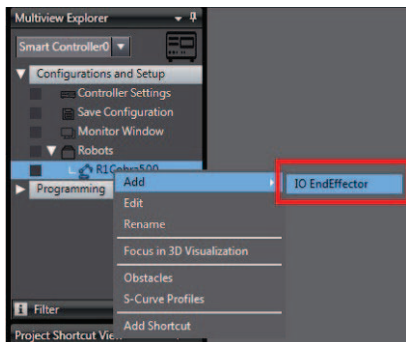 Multiview Explorer
Smart Controller0
Configurations and Setup
Controller Settings
Save Configuration
Monitor Window
Robots
R1Cobra500
Programming
Add
IO EndEffector
Edit
Rename
Focus in 3D Visualization
Obstacles
S-Curve Profiles
Add Shortcut
Filter
Project Shortcut View